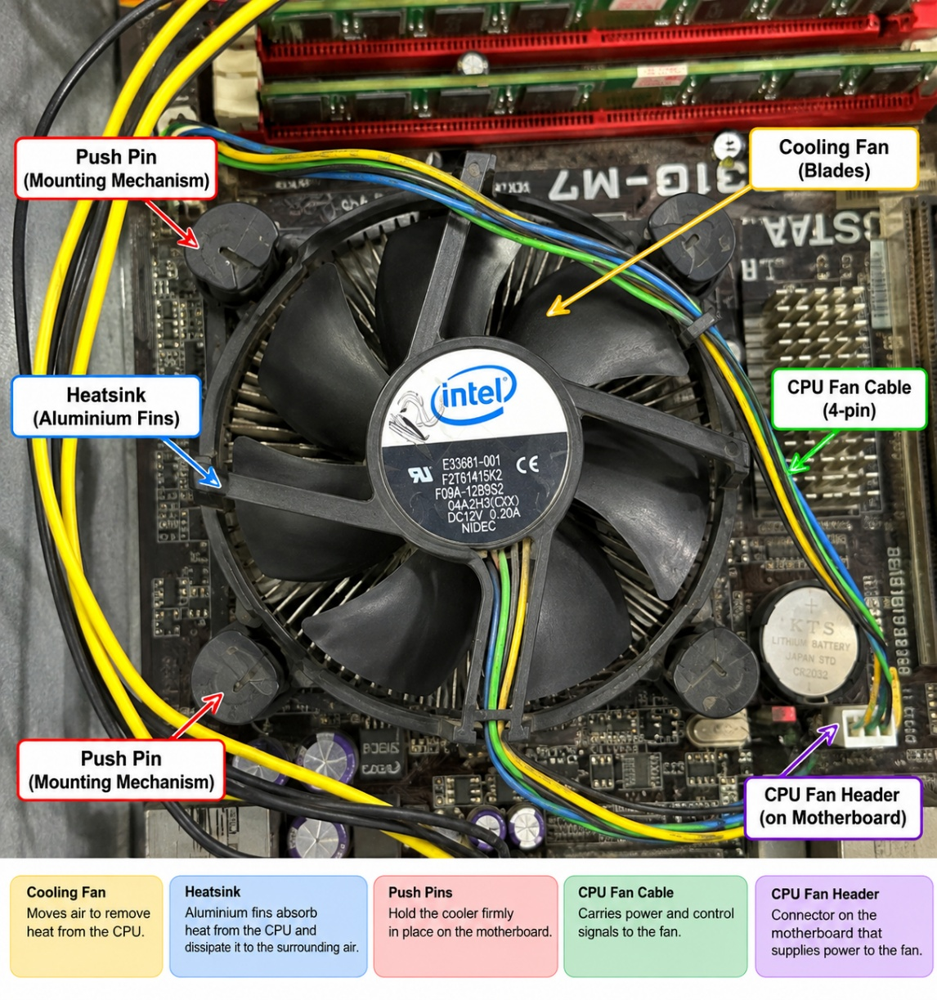 Push Pin
(Mounting Mechanism)
Cooling Fan
(Blades)
31G-M7
Heatsink
(Aluminium Fins)
CPU Fan Cable
(4-pin)
intel
E33681-001
F2T61415K2
F09A-12B9S2
04A2H3(CXX)
DC12V 0.20A
NIDEC
CE
+
KTS
LITHIUM BATTERY
JAPAN STD
CR2032
Push Pin
(Mounting Mechanism)
CPU Fan Header
(on Motherboard)
Cooling Fan
Moves air to remove
heat from the CPU.
Heatsink
Aluminium fins absorb
heat from the CPU and
dissipate it to the surrounding air.
Push Pins
Hold the cooler firmly
in place on the motherboard.
CPU Fan Cable
Carries power and control
signals to the fan.
CPU Fan Header
Connector on the
motherboard that
supplies power to the fan.